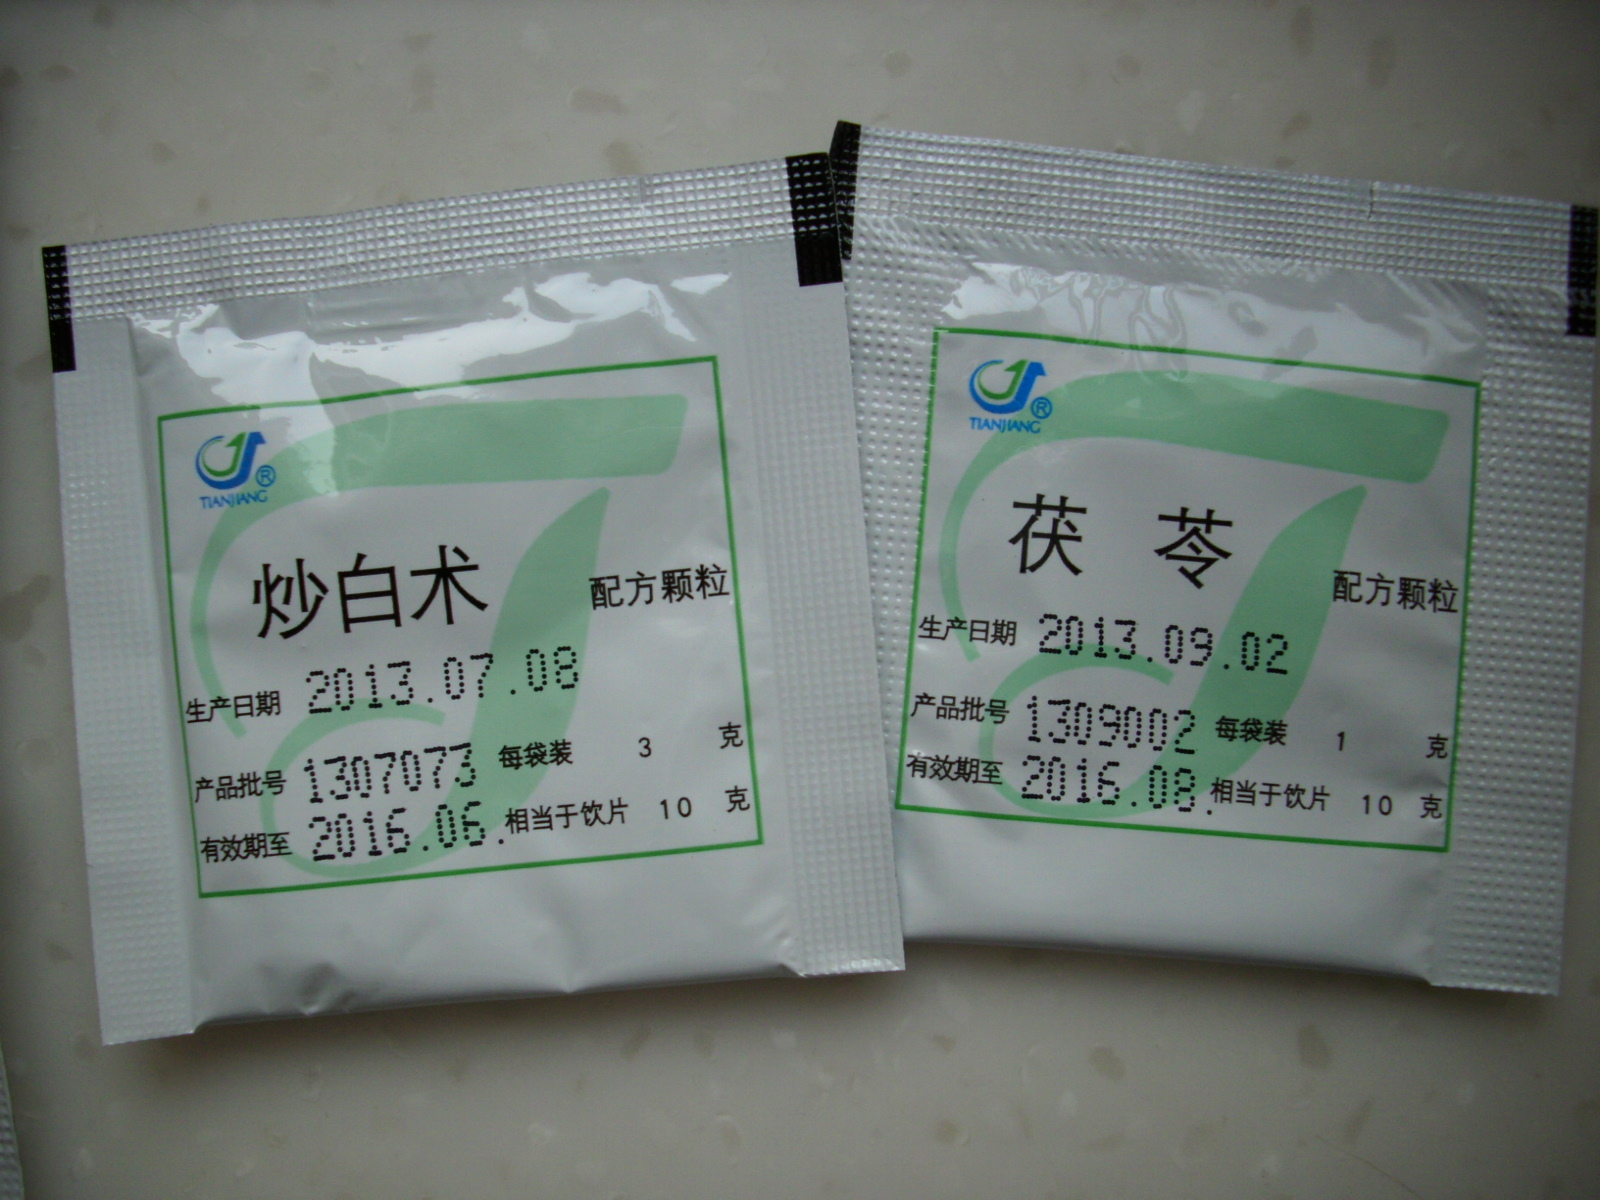 TIANJIANG
炒白术 配方颗粒
生产日期 2013.07.08
产品批号 1307073 每袋装 3 克
有效期至 2016.06. 相当于饮片 10 克
TIANJIANG
茯苓 配方颗粒
生产日期 2013.09.02
产品批号 1309002 每袋装 1 克
有效期至 2016.08. 相当于饮片 10 克